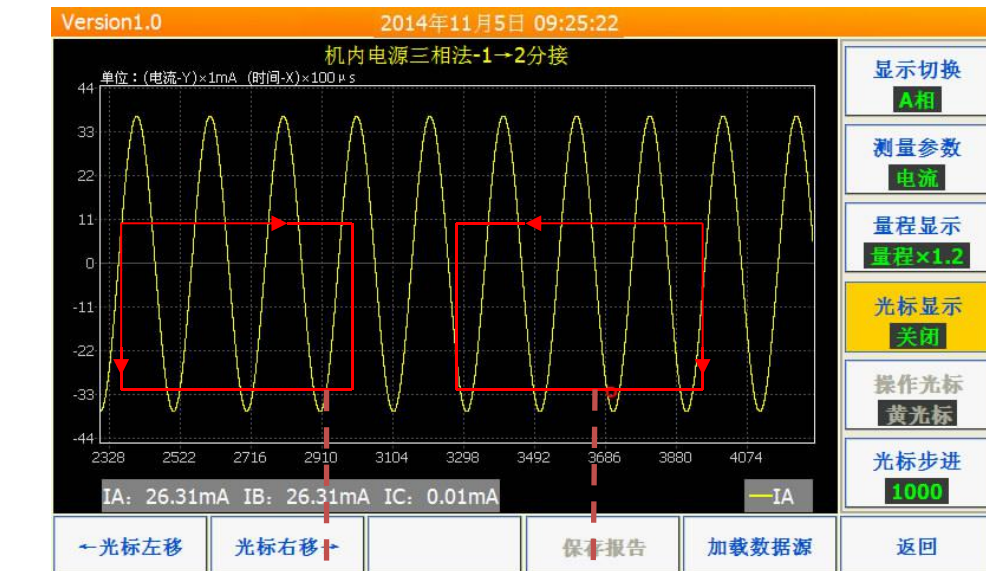 Version1.0 2014年11月5日 09:25:22
机内电源三相法-1→2分接
单位：(电流-Y)×1mA (时间-X)×100μs
44
33
22
11
0
-11
-22
-33
-44
2328 2522 2716 2910 3104 3298 3492 3686 3880 4074
IA: 26.31mA IB: 26.31mA IC: 0.01mA
IA
显示切换
A相
测量参数
电流
量程显示
量程×1.2
光标显示
关闭
操作光标
黄光标
光标步进
1000
←光标左移 光标右移→ 保存报告 加载数据源 返回